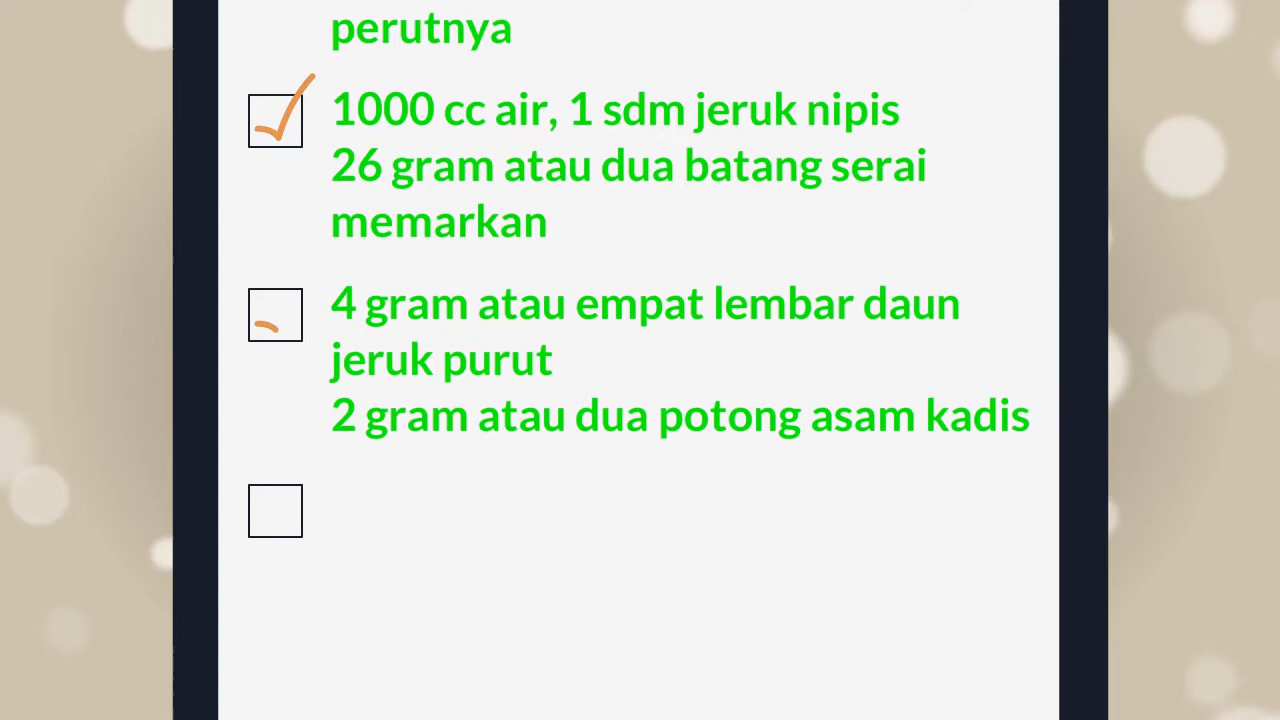 perutnya
1000 cc air, 1 sdm jeruk nipis
26 gram atau dua batang serai
memarkan
4 gram atau empat lembar daun
jeruk purut
2 gram atau dua potong asam kadis